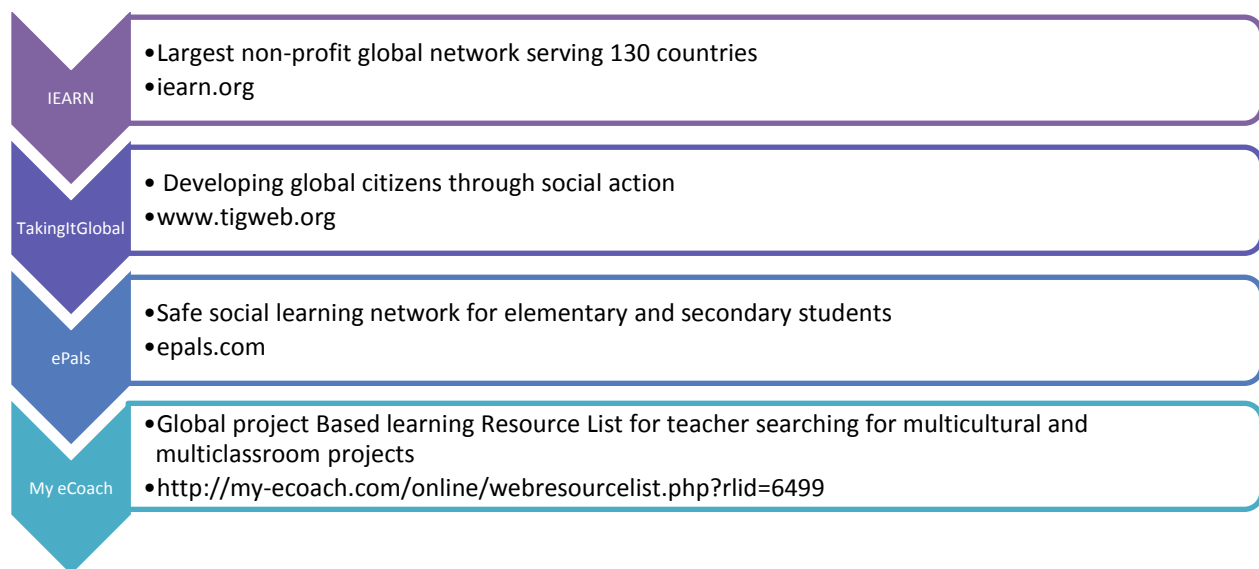 IEARN
•Largest non-profit global network serving 130 countries
•iearn.org
TakingItGlobal
• Developing global citizens through social action
•www.tigweb.org
ePals
•Safe social learning network for elementary and secondary students
•epals.com
My eCoach
•Global project Based learning Resource List for teacher searching for multicultural and
multiclassroom projects
•http://my-ecoach.com/online/webresourcelist.php?rlid=6499